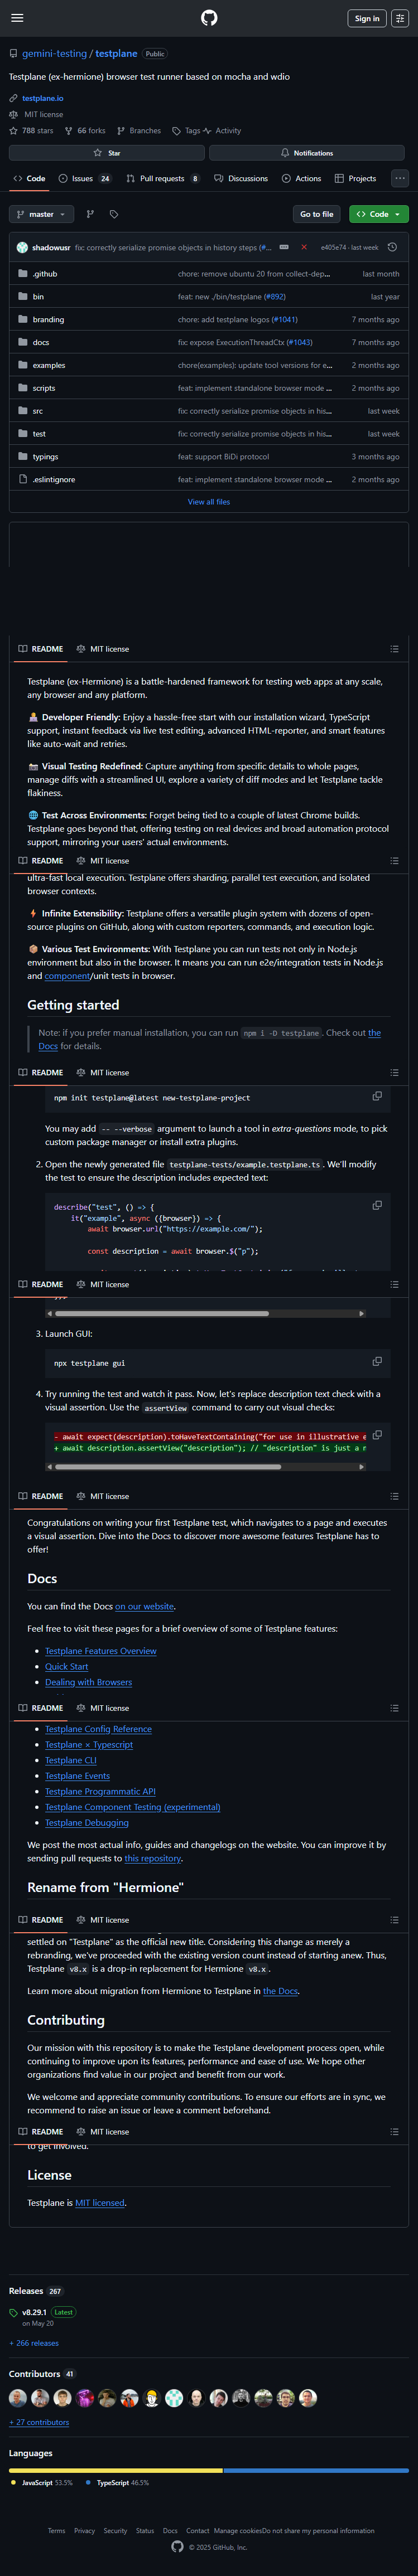 Sign in
gemini-testing / testplane Public
Testplane (ex-hermione) browser test runner based on mocha and wdio
testplane.io
MIT license
788 stars 66 forks Branches Tags Activity
Star Notifications
Code Issues 24 Pull requests 8 Discussions Actions Projects
master Go to file Code
shadowusr fix: correctly serialize promise objects in history steps (#... e405e74 · last week
.github chore: remove ubuntu 20 from collect-dep... last month
bin feat: new ./bin/testplane (#892) last year
branding chore: add testplane logos (#1041) 7 months ago
docs fix: expose ExecutionThreadCtx (#1043) 7 months ago
examples chore(examples): update tool versions for e... 2 months ago
scripts feat: implement standalone browser mode ... 2 months ago
src fix: correctly serialize promise objects in his... last week
test fix: correctly serialize promise objects in his... last week
typings feat: support BiDi protocol 3 months ago
.eslintignore feat: implement standalone browser mode ... 2 months ago
View all files
README MIT license
Testplane (ex-Hermione) is a battle-hardened framework for testing web apps at any scale,
any browser and any platform.
👩‍💻 Developer Friendly: Enjoy a hassle-free start with our installation wizard, TypeScript
support, instant feedback via live test editing, advanced HTML-reporter, and smart features
like auto-wait and retries.
📸 Visual Testing Redefined: Capture anything from specific details to whole pages,
manage diffs with a streamlined UI, explore a variety of diff modes and let Testplane tackle
flakiness.
🌐 Test Across Environments: Forget being tied to a couple of latest Chrome builds.
Testplane goes beyond that, offering testing on real devices and broad automation protocol
support, mirroring your users' actual environments.
README MIT license
ultra-fast local execution. Testplane offers sharding, parallel test execution, and isolated
browser contexts.
⚡ Infinite Extensibility: Testplane offers a versatile plugin system with dozens of open-
source plugins on GitHub, along with custom reporters, commands, and execution logic.
📦 Various Test Environments: With Testplane you can run tests not only in Node.js
environment but also in the browser. It means you can run e2e/integration tests in Node.js
and component/unit tests in browser.
Getting started
Note: if you prefer manual installation, you can run npm i -D testplane. Check out the
Docs for details.
README MIT license
npm init testplane@latest new-testplane-project
You may add -- --verbose argument to launch a tool in extra-questions mode, to pick
custom package manager or install extra plugins.
2. Open the newly generated file testplane-tests/example.testplane.ts. We'll modify
the test to ensure the description includes expected text:
describe("test", () => {
it("example", async ({browser}) => {
await browser.url("https://example.com/");
const description = await browser.$("p");
README MIT license
3. Launch GUI:
npx testplane gui
4. Try running the test and watch it pass. Now, let's replace description text check with a
visual assertion. Use the assertView command to carry out visual checks:
- await expect(description).toHaveTextContaining("for use in illustrative e
+ await description.assertView("description"); // "description" is just a n
README MIT license
Congratulations on writing your first Testplane test, which navigates to a page and executes
a visual assertion. Dive into the Docs to discover more awesome features Testplane has to
offer!
Docs
You can find the Docs on our website.
Feel free to visit these pages for a brief overview of some of Testplane features:
• Testplane Features Overview
• Quick Start
• Dealing with Browsers
README MIT license
• Testplane Config Reference
• Testplane × Typescript
• Testplane CLI
• Testplane Events
• Testplane Programmatic API
• Testplane Component Testing (experimental)
• Testplane Debugging
We post the most actual info, guides and changelogs on the website. You can improve it by
sending pull requests to this repository.
Rename from "Hermione"
README MIT license
settled on "Testplane" as the official new title. Considering this change as merely a
rebranding, we've proceeded with the existing version count instead of starting anew. Thus,
Testplane v8.x is a drop-in replacement for Hermione v8.x.
Learn more about migration from Hermione to Testplane in the Docs.
Contributing
Our mission with this repository is to make the Testplane development process open, while
continuing to improve upon its features, performance and ease of use. We hope other
organizations find value in our project and benefit from our work.
We welcome and appreciate community contributions. To ensure our efforts are in sync, we
recommend to raise an issue or leave a comment beforehand.
README MIT license
to get involved.
License
Testplane is MIT licensed.
Releases 267
v8.29.1 Latest
on May 20
+ 266 releases
Contributors 41
+ 27 contributors
Languages
JavaScript 53.5% TypeScript 46.5%
Terms Privacy Security Status Docs Contact Manage cookies Do not share my personal information
© 2025 GitHub, Inc.